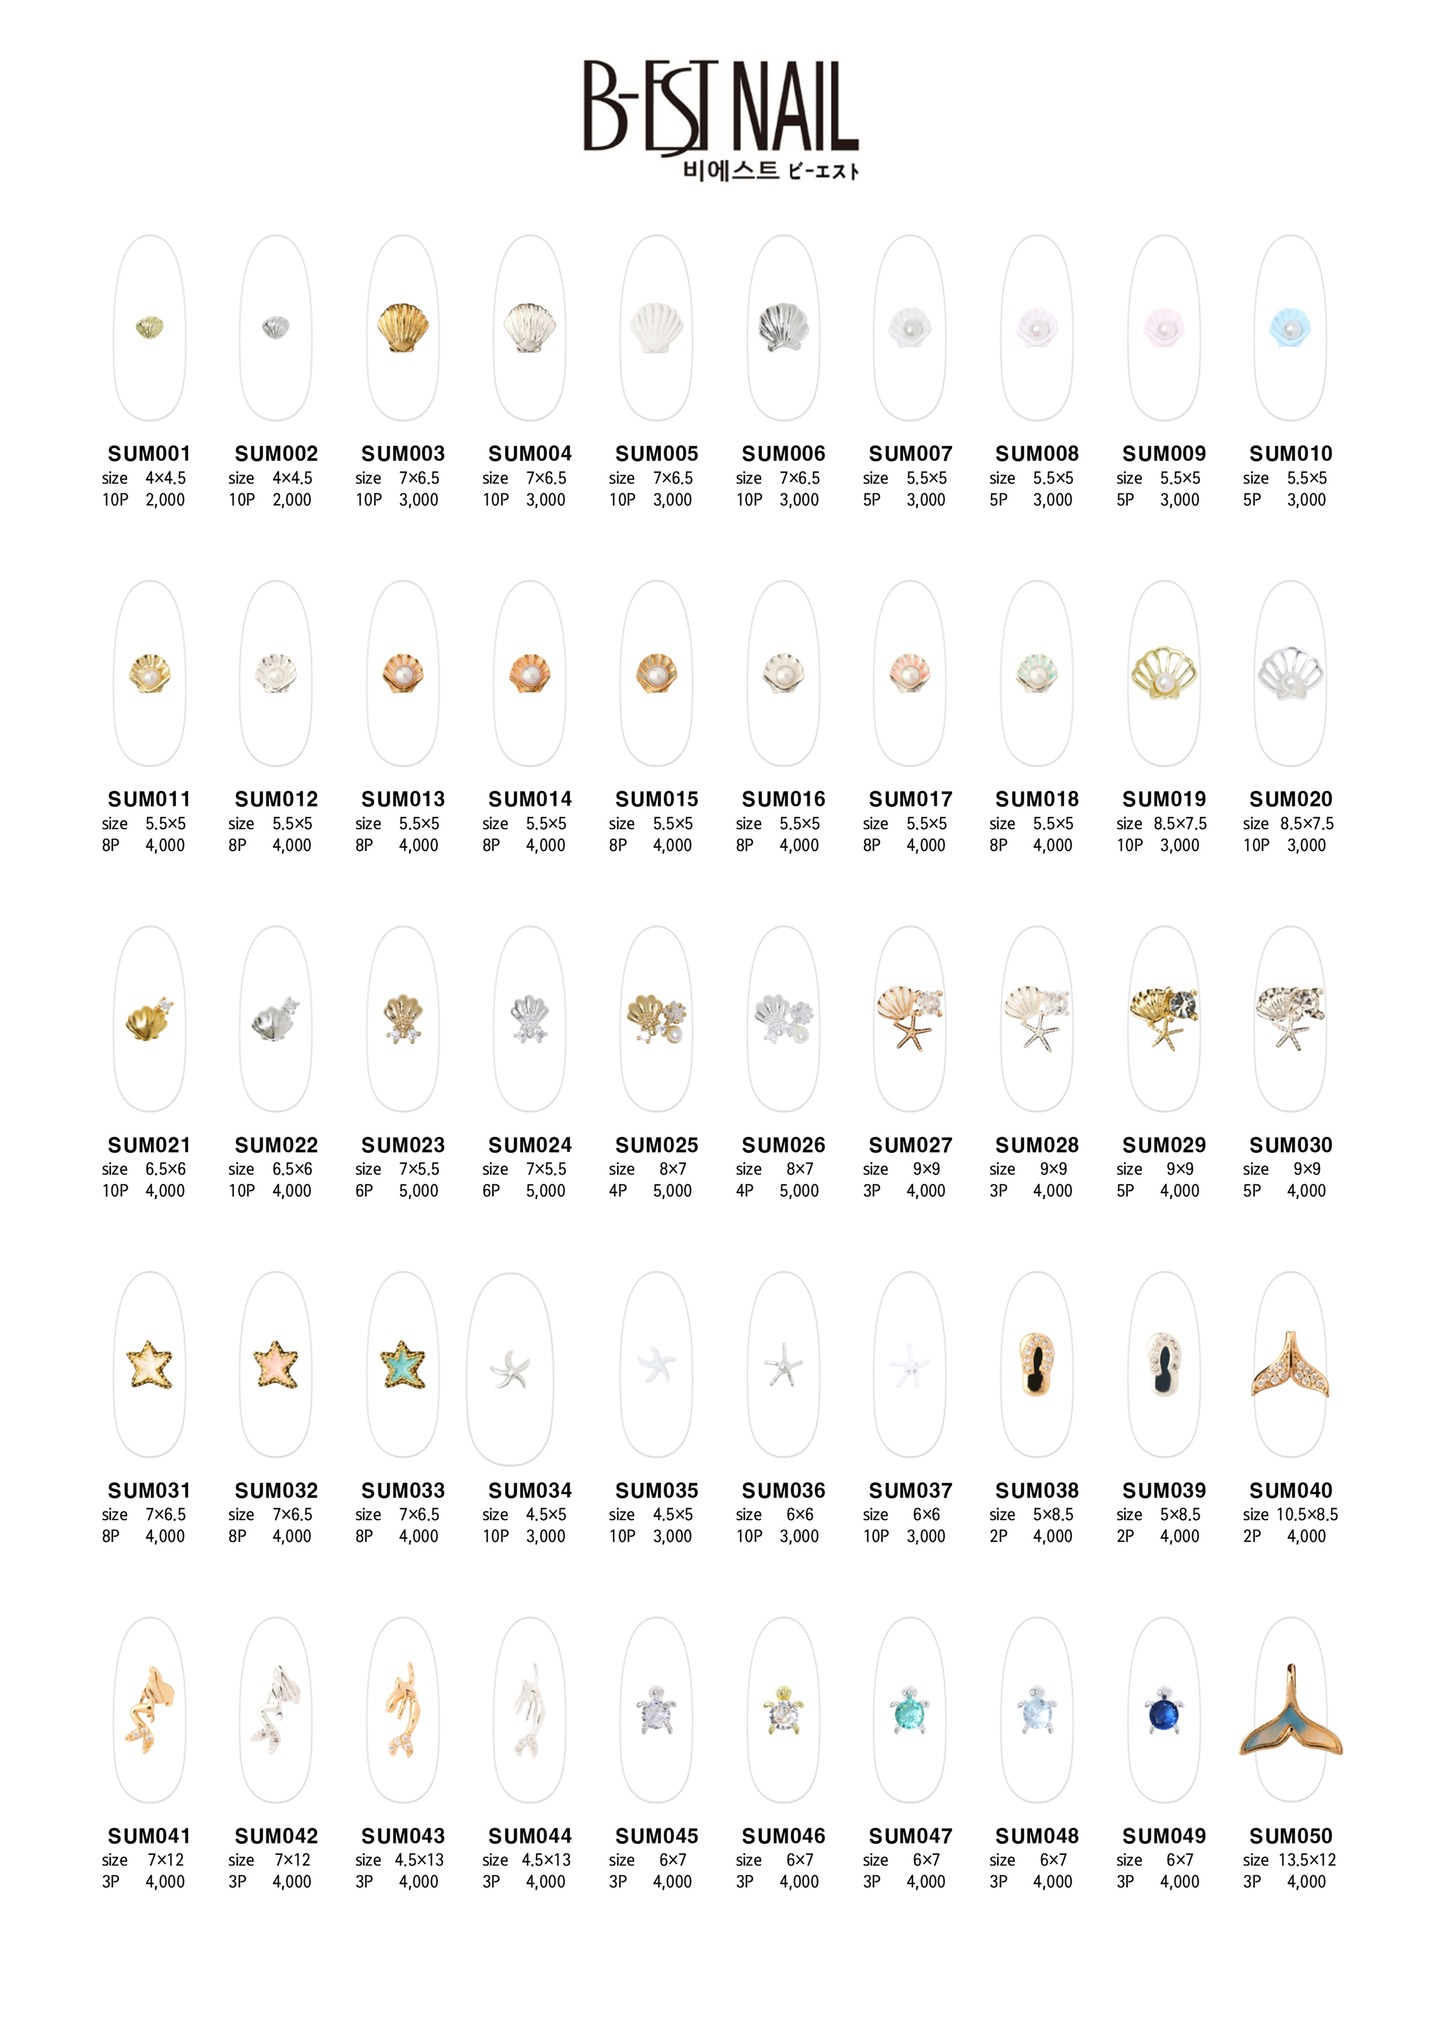 B-EST NAIL
비에스트 ビーエスト
SUM001 SUM002 SUM003 SUM004 SUM005 SUM006 SUM007 SUM008 SUM009 SUM010
size 4×4.5 size 4×4.5 size 7×6.5 size 7×6.5 size 7×6.5 size 7×6.5 size 5.5×5 size 5.5×5 size 5.5×5 size 5.5×5
10P 2,000 10P 2,000 10P 3,000 10P 3,000 10P 3,000 10P 3,000 5P 3,000 5P 3,000 5P 3,000 5P 3,000
SUM011 SUM012 SUM013 SUM014 SUM015 SUM016 SUM017 SUM018 SUM019 SUM020
size 5.5×5 size 5.5×5 size 5.5×5 size 5.5×5 size 5.5×5 size 5.5×5 size 5.5×5 size 5.5×5 size 8.5×7.5 size 8.5×7.5
8P 4,000 8P 4,000 8P 4,000 8P 4,000 8P 4,000 8P 4,000 8P 4,000 8P 4,000 10P 3,000 10P 3,000
SUM021 SUM022 SUM023 SUM024 SUM025 SUM026 SUM027 SUM028 SUM029 SUM030
size 6.5×6 size 6.5×6 size 7×5.5 size 7×5.5 size 8×7 size 8×7 size 9×9 size 9×9 size 9×9 size 9×9
10P 4,000 10P 4,000 6P 5,000 6P 5,000 4P 5,000 4P 5,000 3P 4,000 3P 4,000 5P 4,000 5P 4,000
SUM031 SUM032 SUM033 SUM034 SUM035 SUM036 SUM037 SUM038 SUM039 SUM040
size 7×6.5 size 7×6.5 size 7×6.5 size 4.5×5 size 4.5×5 size 6×6 size 6×6 size 5×8.5 size 5×8.5 size 10.5×8.5
8P 4,000 8P 4,000 8P 4,000 10P 3,000 10P 3,000 10P 3,000 10P 3,000 2P 4,000 2P 4,000 2P 4,000
SUM041 SUM042 SUM043 SUM044 SUM045 SUM046 SUM047 SUM048 SUM049 SUM050
size 7×12 size 7×12 size 4.5×13 size 4.5×13 size 6×7 size 6×7 size 6×7 size 6×7 size 6×7 size 13.5×12
3P 4,000 3P 4,000 3P 4,000 3P 4,000 3P 4,000 3P 4,000 3P 4,000 3P 4,000 3P 4,000 3P 4,000